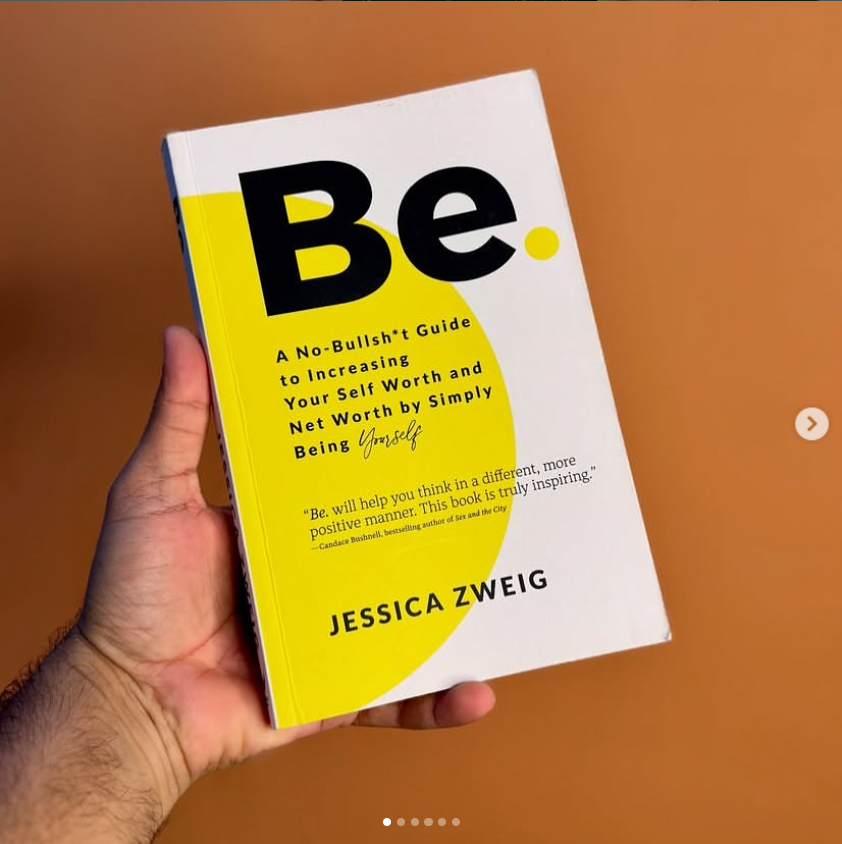 Be.
A No-Bullsh*t Guide
to Increasing
Your Self Worth and
Net Worth by Simply
Being Yourself
“Be. will help you think in a different, more
positive manner. This book is truly inspiring.”
—Candace Bushnell, bestselling author of Sex and the City
JESSICA ZWEIG